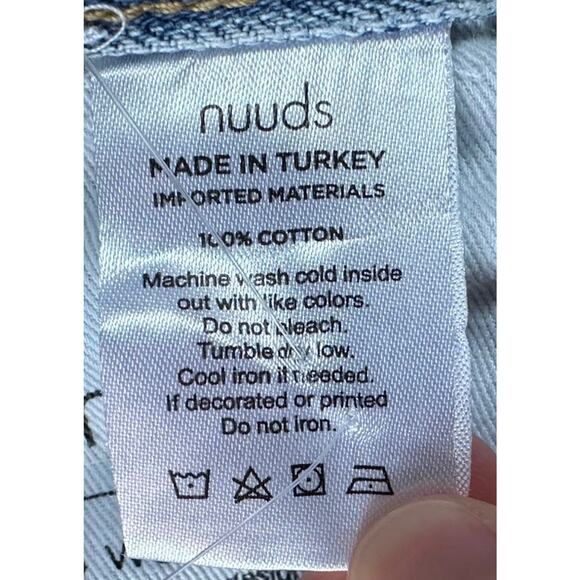 nuuds
MADE IN TURKEY
IMPORTED MATERIALS
100% COTTON
Machine wash cold inside
out with like colors.
Do not bleach.
Tumble dry low.
Cool iron if needed.
If decorated or printed
Do not iron.